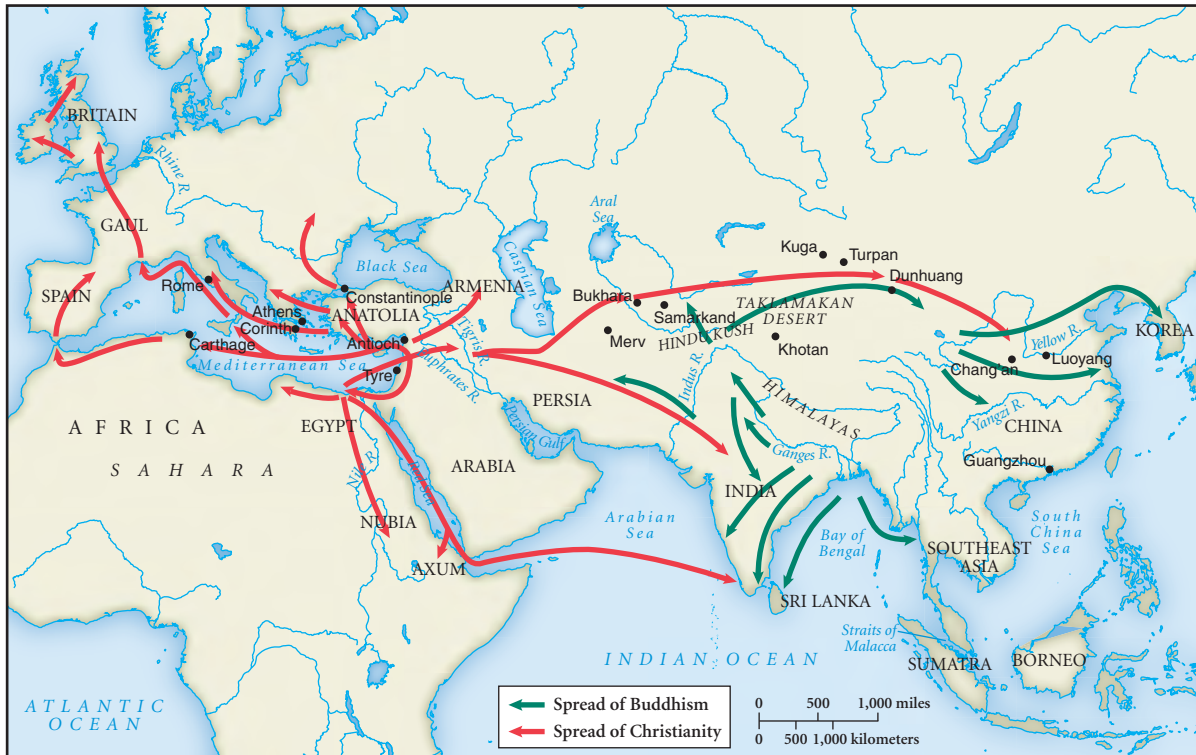 BRITAIN
Rhine R.
GAUL
SPAIN
Rome
Athens
Corinth
Carthage
Mediterranean Sea
Black Sea
Constantinople
ANATOLIA
ARMENIA
Antioch
Tyre
Tigris R.
Euphrates R.
Caspian Sea
Aral
Sea
Bukhara
Samarkand
Merv
HINDU KUSH
Kuga
Turpan
Dunhuang
TAKLAMAKAN
DESERT
Khotan
KOREA
Yellow R.
Luoyang
Chang'an
Yangzi R.
CHINA
Guangzhou
HIMALAYAS
Indus R.
Ganges R.
INDIA
PERSIA
Persian Gulf
ARABIA
EGYPT
Nile R.
Red Sea
AFRICA
SAHARA
NUBIA
AXUM
Arabian
Sea
Bay of
Bengal
SRI LANKA
SOUTHEAST
ASIA
South
China
Sea
Straits of
Malacca
SUMATRA
BORNEO
INDIAN OCEAN
ATLANTIC
OCEAN
Spread of Buddhism
Spread of Christianity
0 500 1,000 miles
0 500 1,000 kilometers